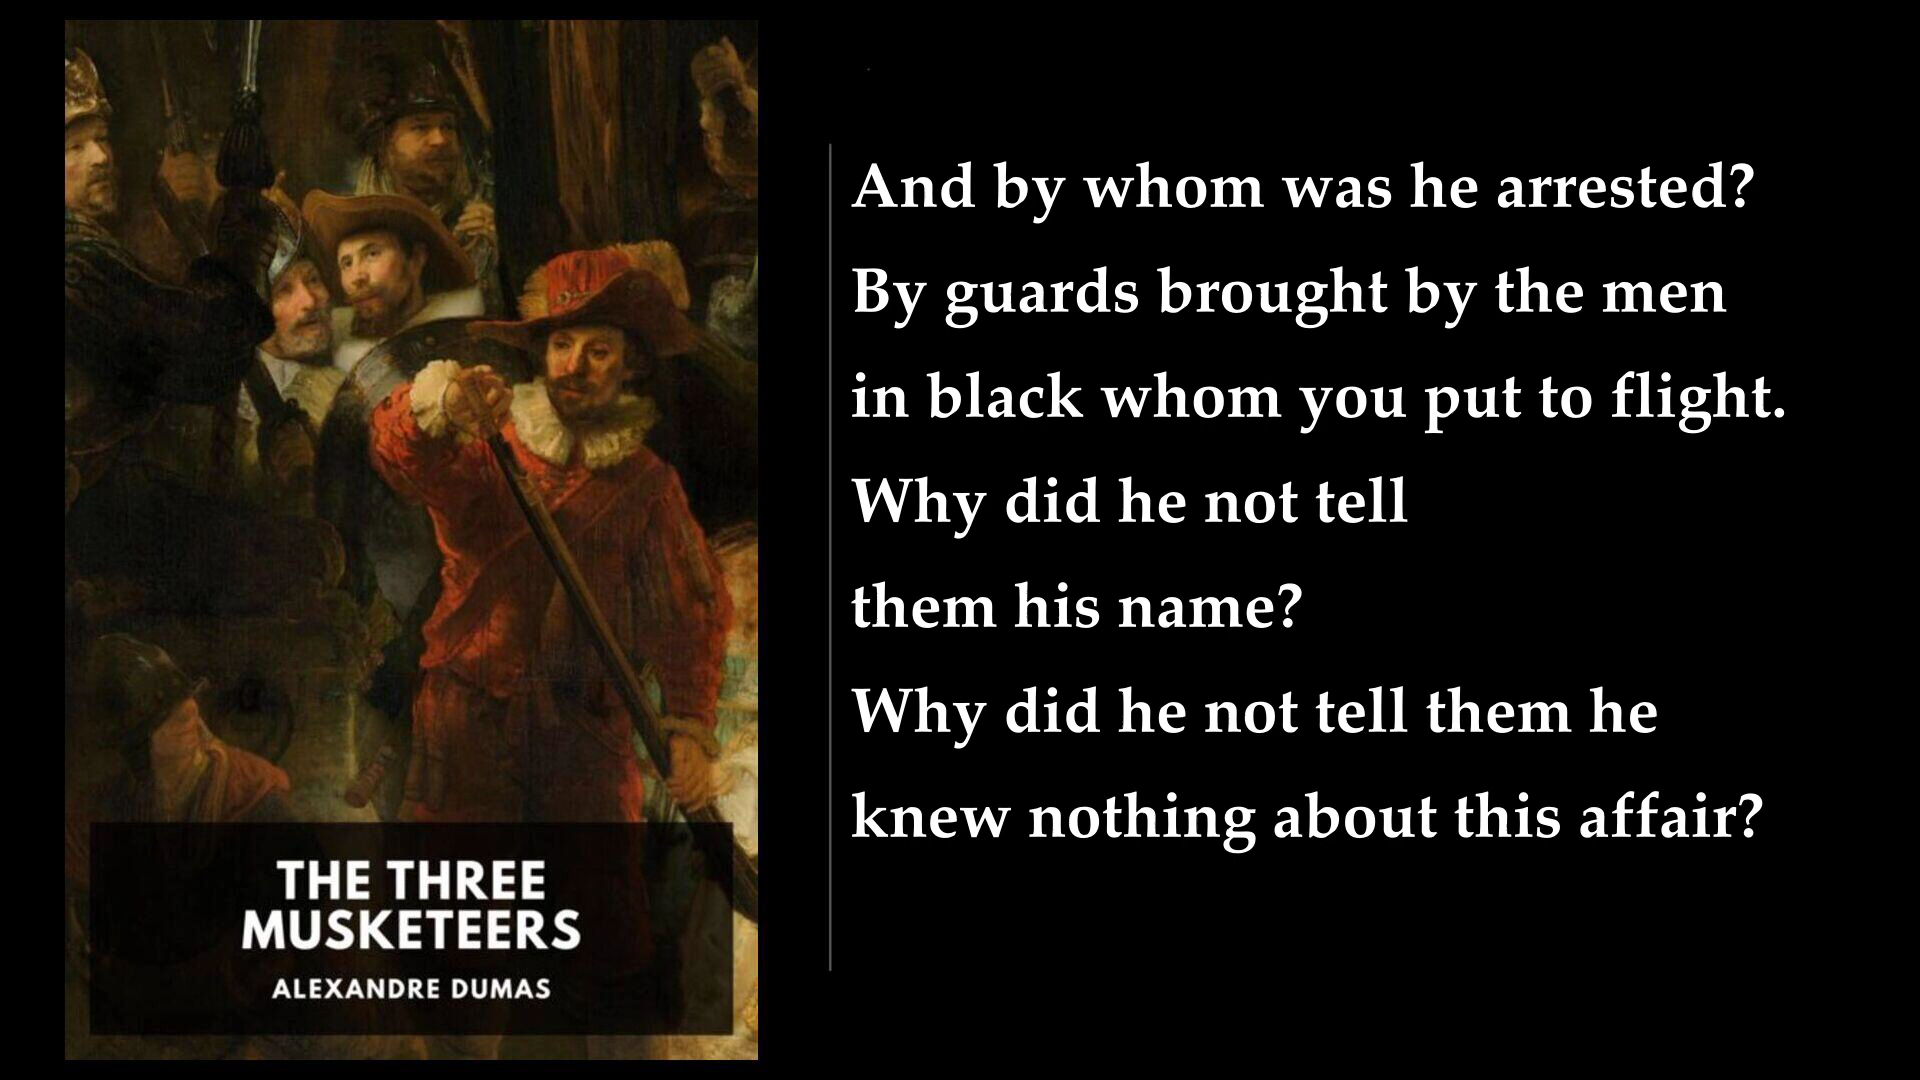 And by whom was he arrested?
By guards brought by the men
in black whom you put to flight.
Why did he not tell
them his name?
Why did he not tell them he
knew nothing about this affair?
THE THREE
MUSKETEERS
ALEXANDRE DUMAS